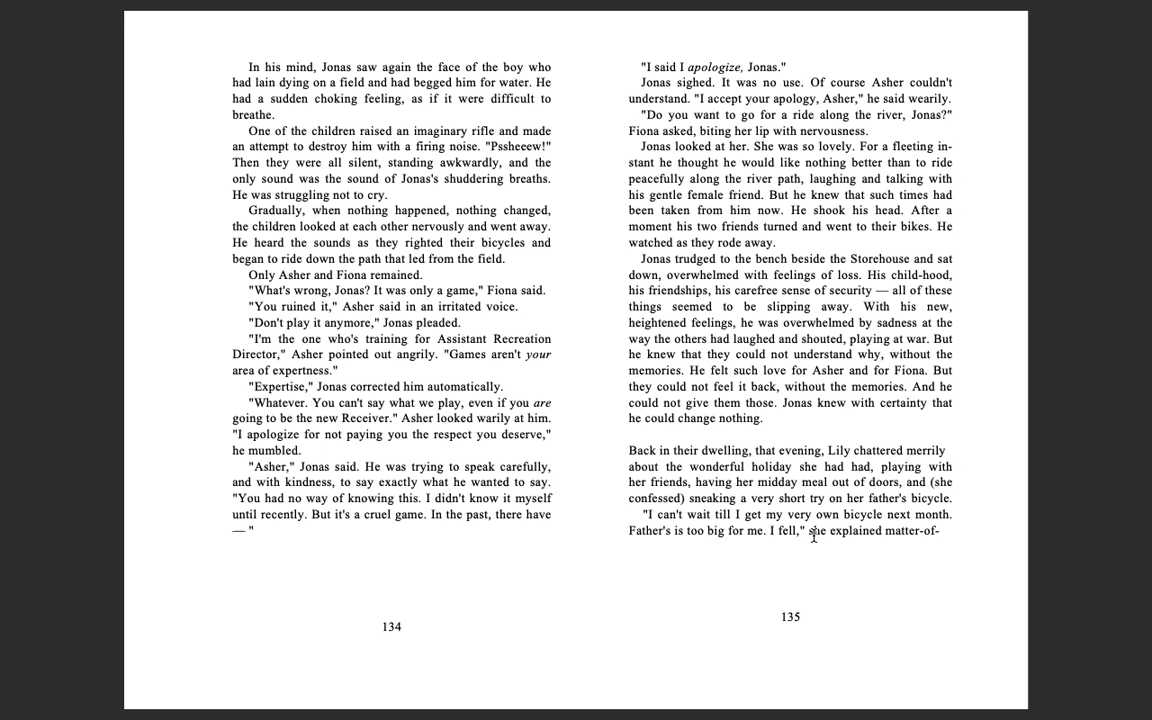 In his mind, Jonas saw again the face of the boy who
had lain dying on a field and had begged him for water. He
had a sudden choking feeling, as if it were difficult to
breathe.
One of the children raised an imaginary rifle and made
an attempt to destroy him with a firing noise. "Pssheeew!"
Then they were all silent, standing awkwardly, and the
only sound was the sound of Jonas's shuddering breaths.
He was struggling not to cry.
Gradually, when nothing happened, nothing changed,
the children looked at each other nervously and went away.
He heard the sounds as they righted their bicycles and
began to ride down the path that led from the field.
Only Asher and Fiona remained.
"What's wrong, Jonas? It was only a game," Fiona said.
"You ruined it," Asher said in an irritated voice.
"Don't play it anymore," Jonas pleaded.
"I'm the one who's training for Assistant Recreation
Director," Asher pointed out angrily. "Games aren't your
area of expertness."
"Expertise," Jonas corrected him automatically.
"Whatever. You can't say what we play, even if you are
going to be the new Receiver." Asher looked warily at him.
"I apologize for not paying you the respect you deserve,"
he mumbled.
"Asher," Jonas said. He was trying to speak carefully,
and with kindness, to say exactly what he wanted to say.
"You had no way of knowing this. I didn't know it myself
until recently. But it's a cruel game. In the past, there have
— "
134
"I said I apologize, Jonas."
Jonas sighed. It was no use. Of course Asher couldn't
understand. "I accept your apology, Asher," he said wearily.
"Do you want to go for a ride along the river, Jonas?"
Fiona asked, biting her lip with nervousness.
Jonas looked at her. She was so lovely. For a fleeting in-
stant he thought he would like nothing better than to ride
peacefully along the river path, laughing and talking with
his gentle female friend. But he knew that such times had
been taken from him now. He shook his head. After a
moment his two friends turned and went to their bikes. He
watched as they rode away.
Jonas trudged to the bench beside the Storehouse and sat
down, overwhelmed with feelings of loss. His child-hood,
his friendships, his carefree sense of security — all of these
things seemed to be slipping away. With his new,
heightened feelings, he was overwhelmed by sadness at the
way the others had laughed and shouted, playing at war. But
he knew that they could not understand why, without the
memories. He felt such love for Asher and for Fiona. But
they could not feel it back, without the memories. And he
could not give them those. Jonas knew with certainty that
he could change nothing.
Back in their dwelling, that evening, Lily chattered merrily
about the wonderful holiday she had had, playing with
her friends, having her midday meal out of doors, and (she
confessed) sneaking a very short try on her father's bicycle.
"I can't wait till I get my very own bicycle next month.
Father's is too big for me. I fell," she explained matter-of-
135